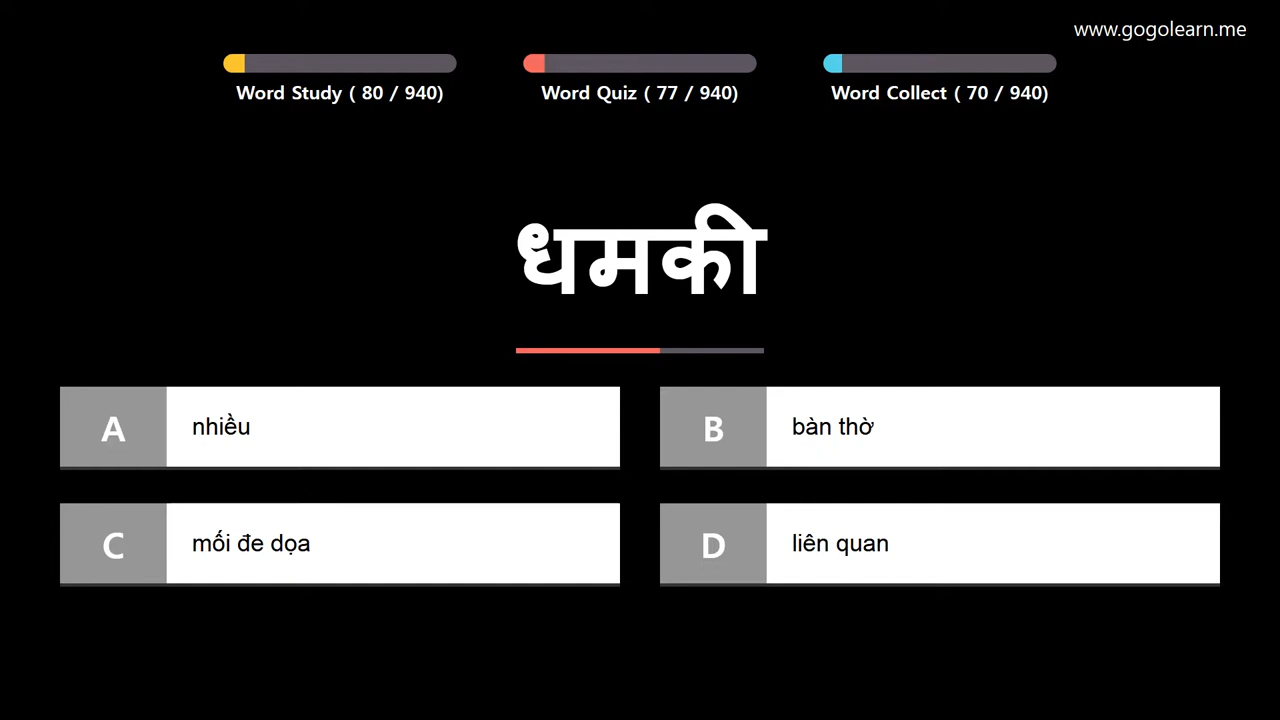 www.gogolearn.me
Word Study ( 80 / 940)
Word Quiz ( 77 / 940)
Word Collect ( 70 / 940)
धमकी
A nhiều
B bàn thờ
C mối đe dọa
D liên quan